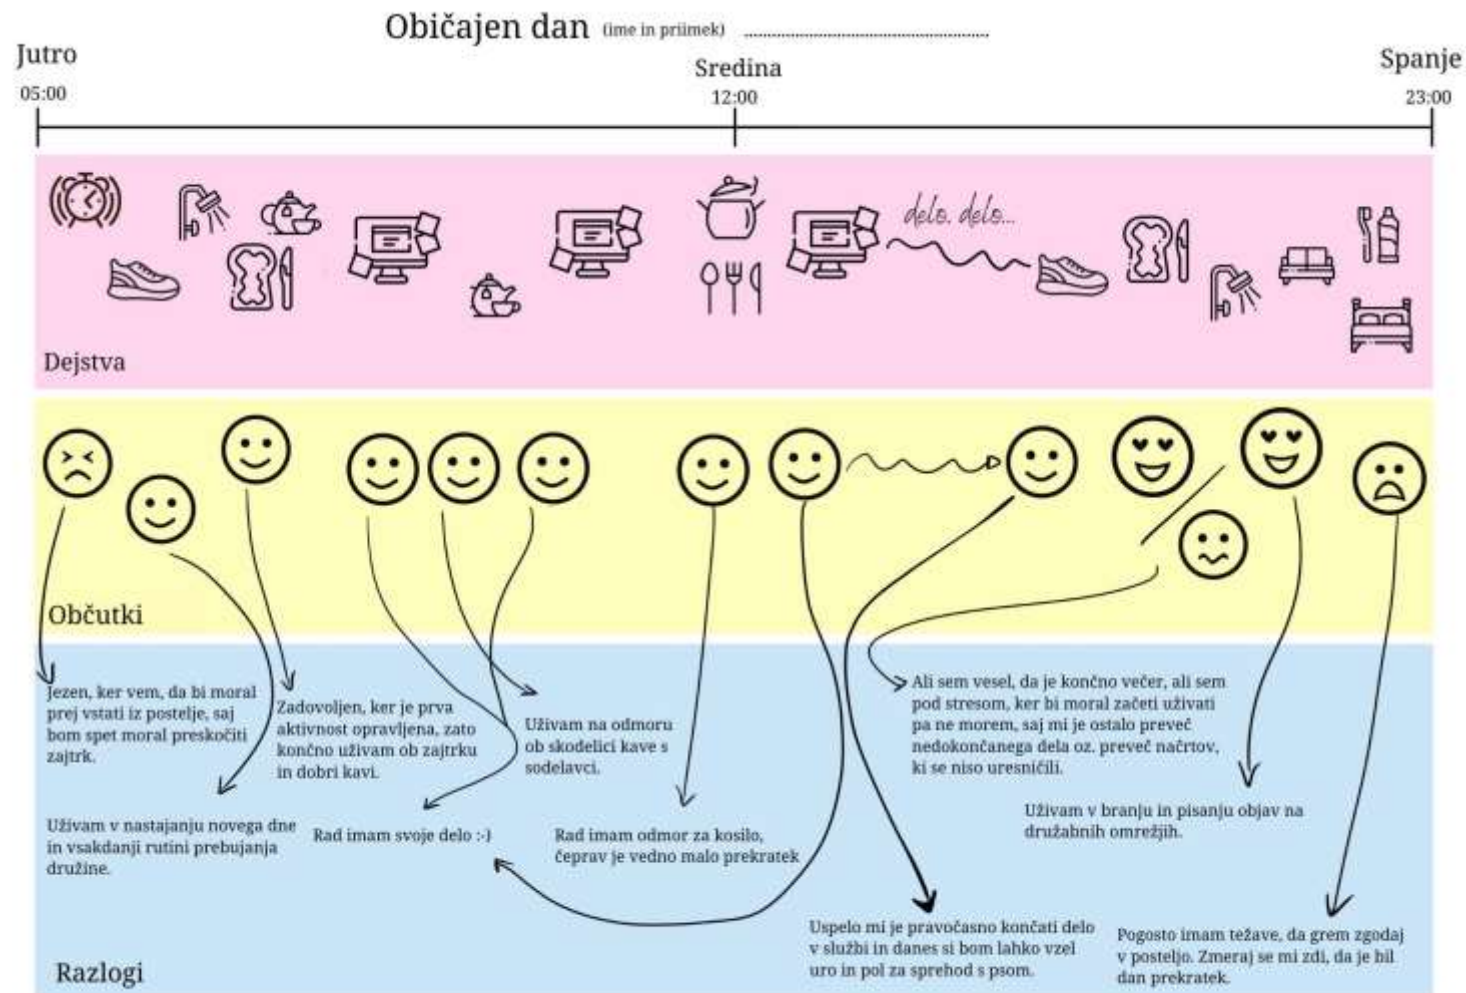 Običajen dan (ime in priimek) ................................................
Jutro
Sredina
Spanje
05:00
12:00
23:00
delo, delo...
Dejstva
Občutki
Jezen, ker vem, da bi moral
prej vstati iz postelje, saj
bom spet moral preskočiti
zajtrk.
Zadovoljen, ker je prva
aktivnost opravljena, zato
končno uživam ob zajtrku
in dobri kavi.
Uživam na odmoru
ob skodelici kave s
sodelavci.
Ali sem vesel, da je končno večer, ali sem
pod stresom, ker bi moral začeti uživati
pa ne morem, saj mi je ostalo preveč
nedokončanega dela oz. preveč načrtov,
ki se niso uresničili.
Uživam v branju in pisanju objav na
družabnih omrežjih.
Uživam v nastajanju novega dne
in vsakdanji rutini prebujanja
družine.
Rad imam svoje delo :-)
Rad imam odmor za kosilo,
čeprav je vedno malo prekratek
Uspelo mi je pravočasno končati delo
v službi in danes si bom lahko vzel
uro in pol za sprehod s psom.
Pogosto imam težave, da grem zgodaj
v posteljo. Zmeraj se mi zdi, da je bil
dan prekratek.
Razlogi